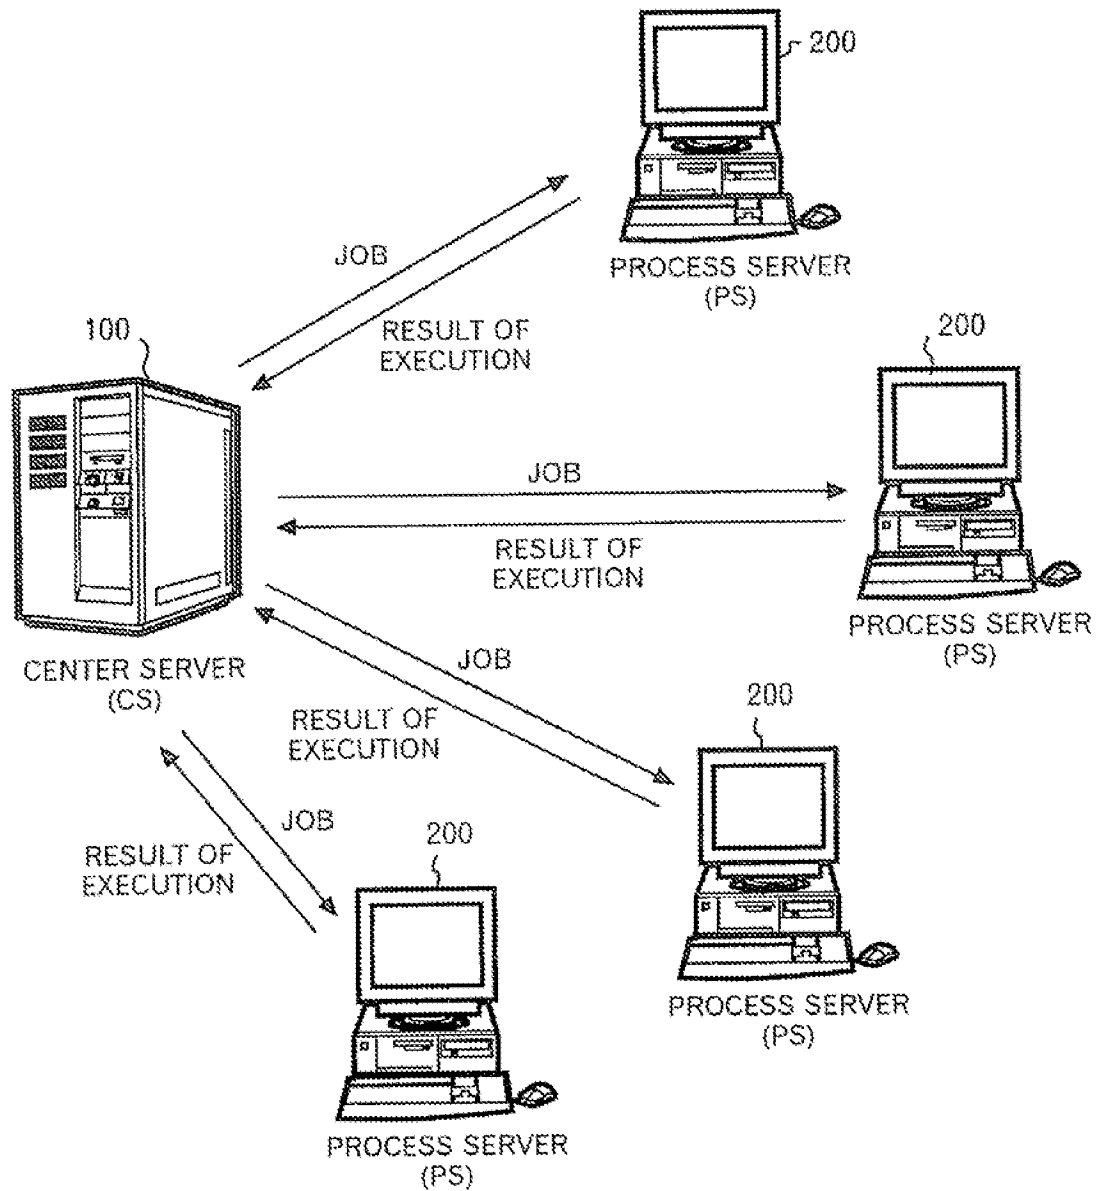 200
PROCESS SERVER
(PS)
JOB
RESULT OF
EXECUTION
100
CENTER SERVER
(CS)
200
JOB
RESULT OF
EXECUTION
PROCESS SERVER
(PS)
JOB
RESULT OF
EXECUTION
200
PROCESS SERVER
(PS)
JOB
RESULT OF
EXECUTION
200
PROCESS SERVER
(PS)